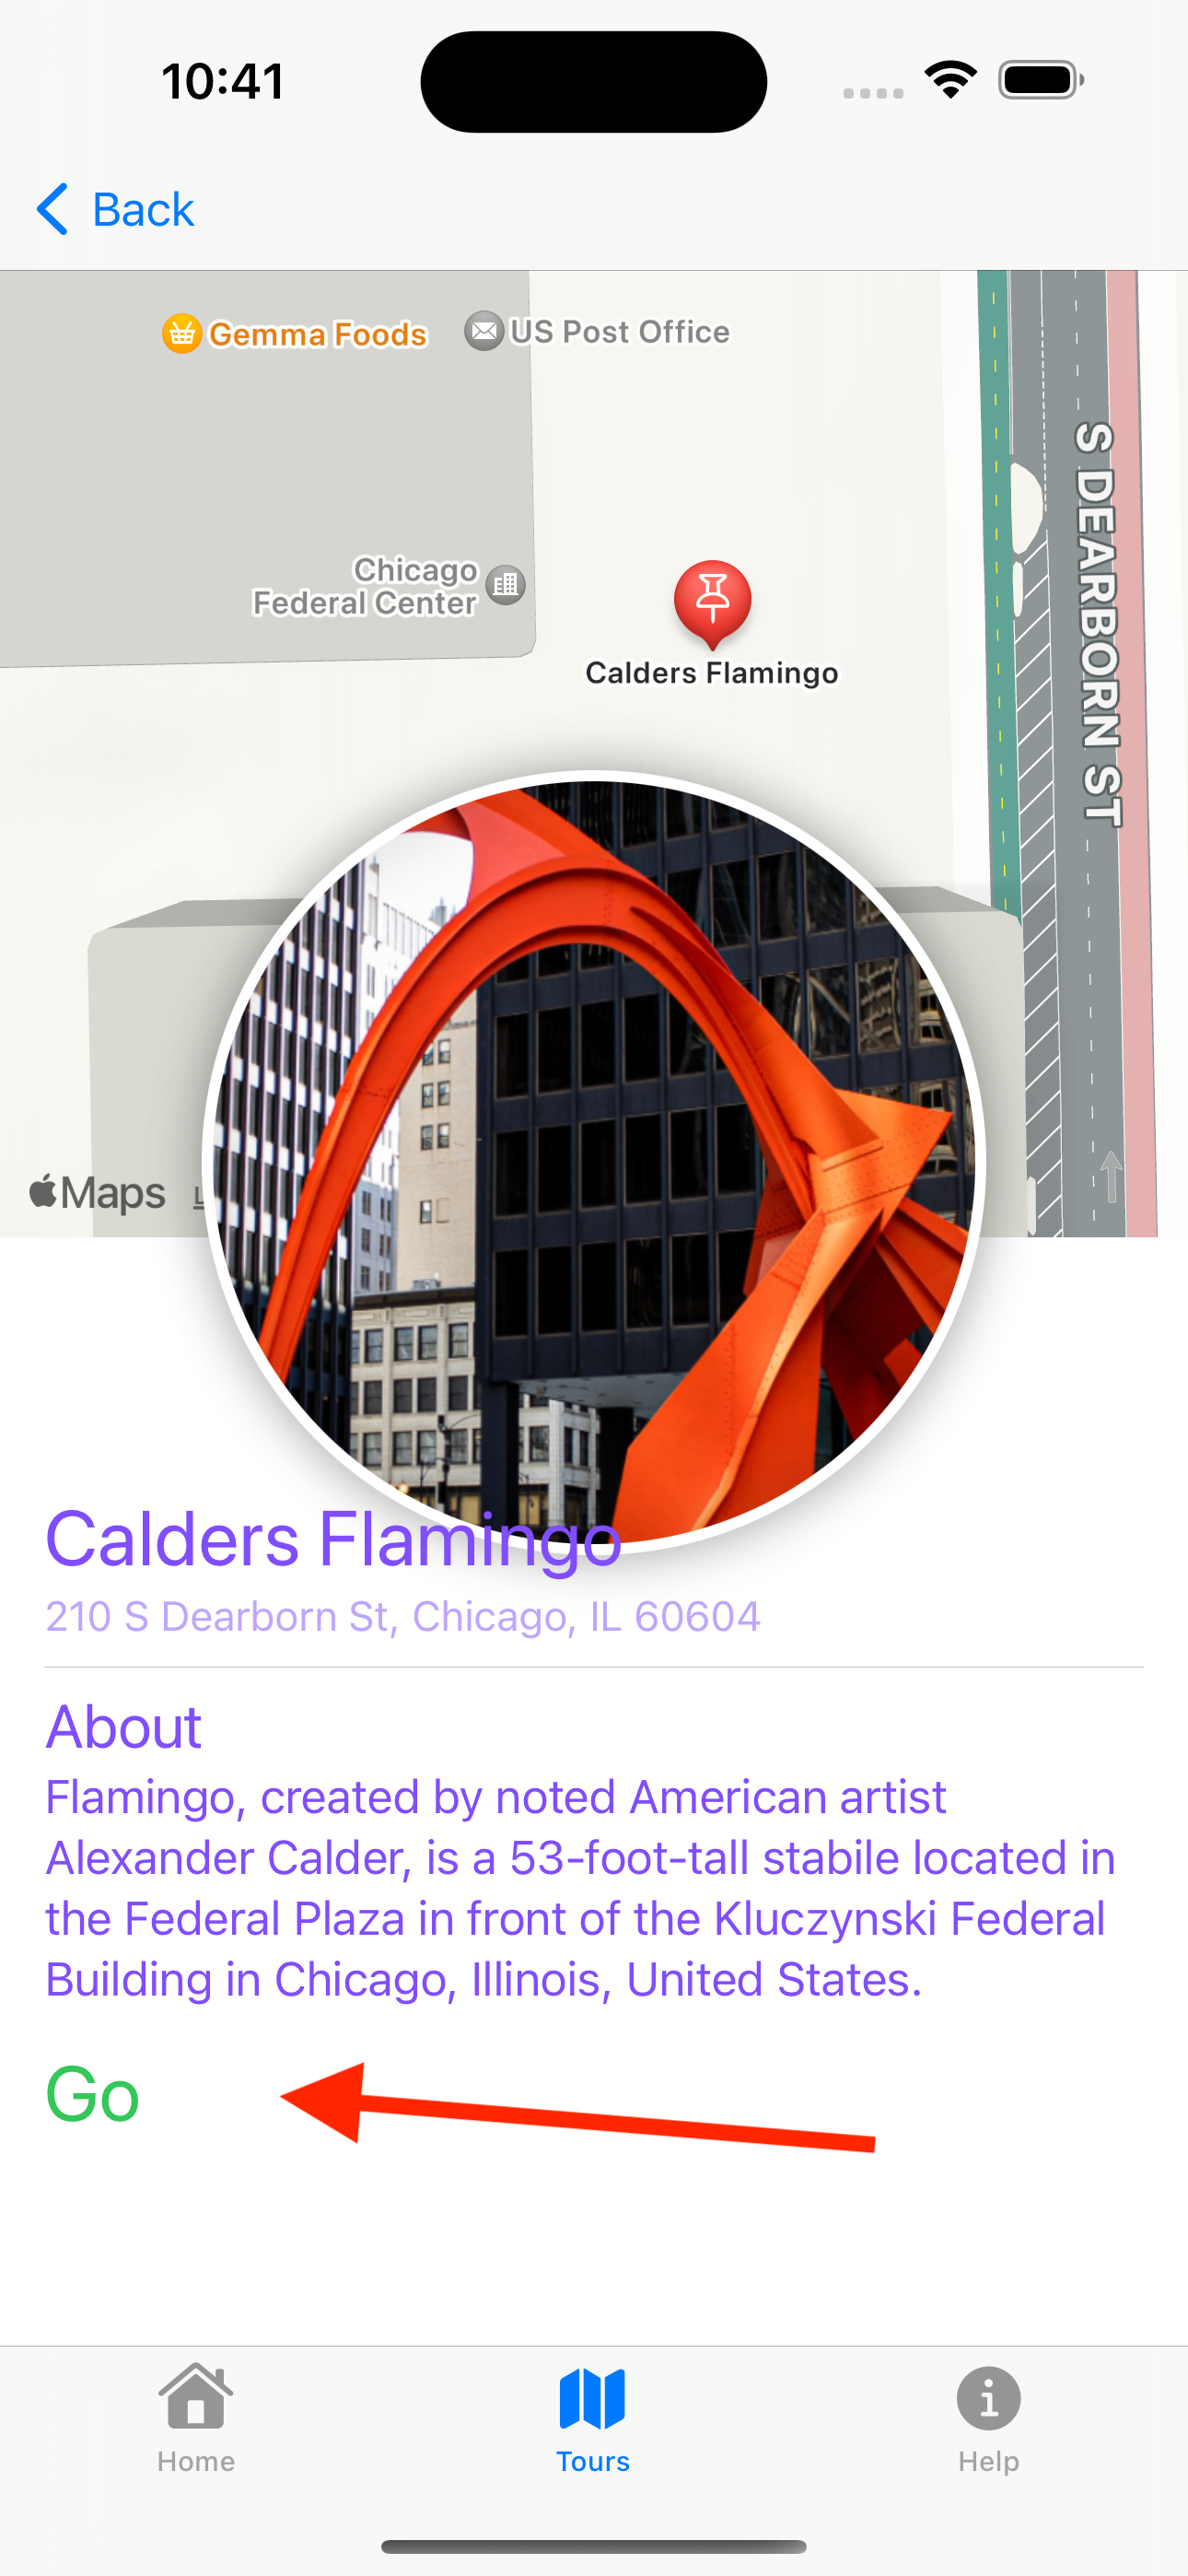 10:41
Back
Gemma Foods
US Post Office
Chicago
Federal Center
Calders Flamingo
S DEARBORN ST
Maps
Calders Flamingo
210 S Dearborn St, Chicago, IL 60604
About
Flamingo, created by noted American artist
Alexander Calder, is a 53-foot-tall stabile located in
the Federal Plaza in front of the Kluczynski Federal
Building in Chicago, Illinois, United States.
Go
Home
Tours
Help